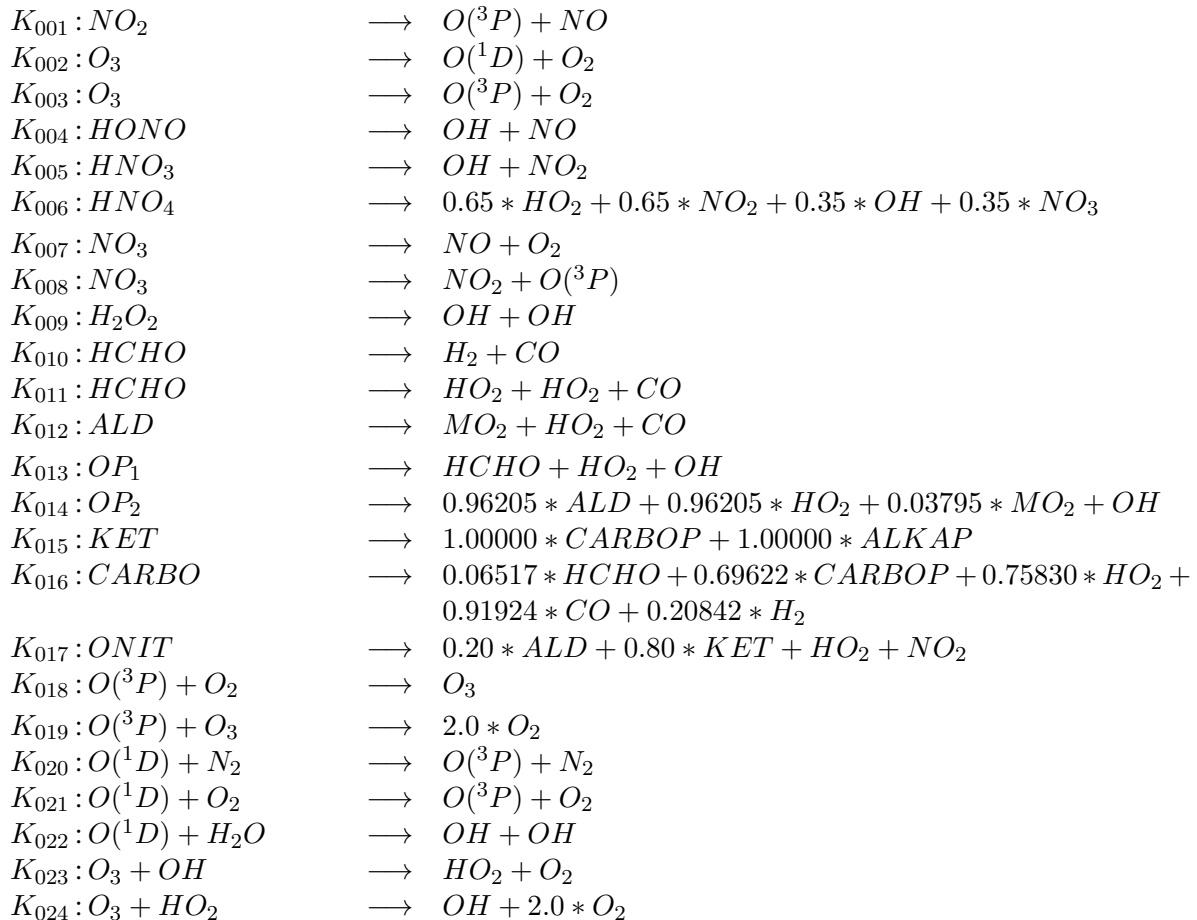 K₀₀₁ : NO₂ ⟶ O(³P) + NO
K₀₀₂ : O₃ ⟶ O(¹D) + O₂
K₀₀₃ : O₃ ⟶ O(³P) + O₂
K₀₀₄ : HONO ⟶ OH + NO
K₀₀₅ : HNO₃ ⟶ OH + NO₂
K₀₀₆ : HNO₄ ⟶ 0.65 ∗ HO₂ + 0.65 ∗ NO₂ + 0.35 ∗ OH + 0.35 ∗ NO₃
K₀₀₇ : NO₃ ⟶ NO + O₂
K₀₀₈ : NO₃ ⟶ NO₂ + O(³P)
K₀₀₉ : H₂O₂ ⟶ OH + OH
K₀₁₀ : HCHO ⟶ H₂ + CO
K₀₁₁ : HCHO ⟶ HO₂ + HO₂ + CO
K₀₁₂ : ALD ⟶ MO₂ + HO₂ + CO
K₀₁₃ : OP₁ ⟶ HCHO + HO₂ + OH
K₀₁₄ : OP₂ ⟶ 0.96205 ∗ ALD + 0.96205 ∗ HO₂ + 0.03795 ∗ MO₂ + OH
K₀₁₅ : KET ⟶ 1.00000 ∗ CARBOP + 1.00000 ∗ ALKAP
K₀₁₆ : CARBO ⟶ 0.06517 ∗ HCHO + 0.69622 ∗ CARBOP + 0.75830 ∗ HO₂ +
0.91924 ∗ CO + 0.20842 ∗ H₂
K₀₁₇ : ONIT ⟶ 0.20 ∗ ALD + 0.80 ∗ KET + HO₂ + NO₂
K₀₁₈ : O(³P) + O₂ ⟶ O₃
K₀₁₉ : O(³P) + O₃ ⟶ 2.0 ∗ O₂
K₀₂₀ : O(¹D) + N₂ ⟶ O(³P) + N₂
K₀₂₁ : O(¹D) + O₂ ⟶ O(³P) + O₂
K₀₂₂ : O(¹D) + H₂O ⟶ OH + OH
K₀₂₃ : O₃ + OH ⟶ HO₂ + O₂
K₀₂₄ : O₃ + HO₂ ⟶ OH + 2.0 ∗ O₂